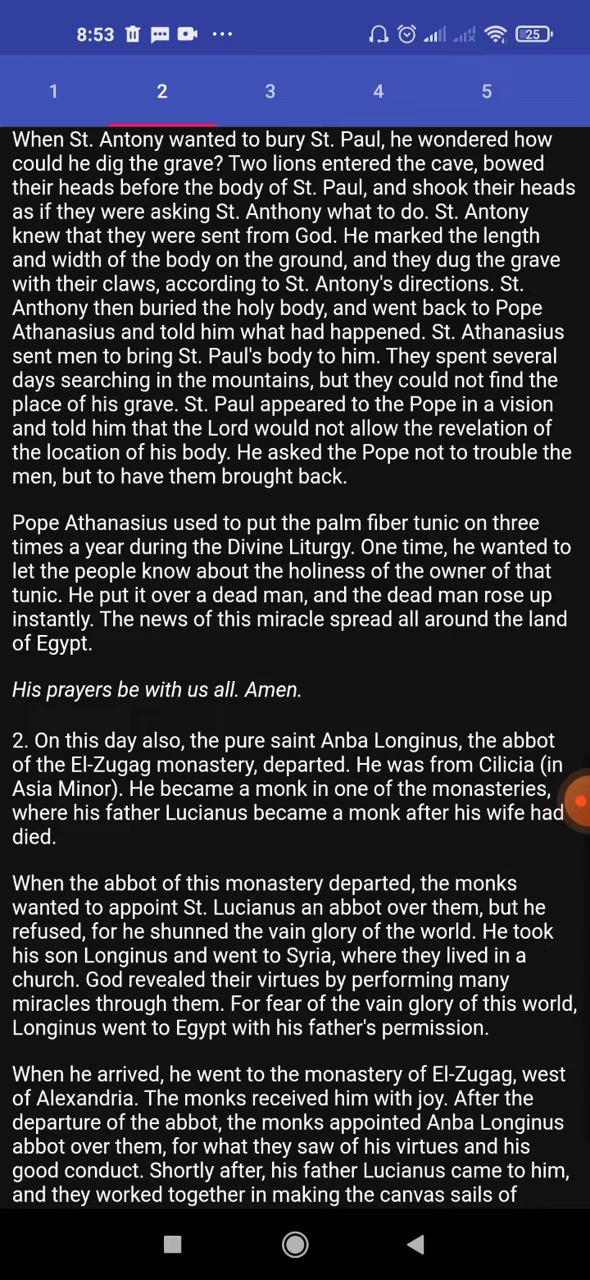 8:53
25
1 2 3 4 5
When St. Antony wanted to bury St. Paul, he wondered how
could he dig the grave? Two lions entered the cave, bowed
their heads before the body of St. Paul, and shook their heads
as if they were asking St. Anthony what to do. St. Antony
knew that they were sent from God. He marked the length
and width of the body on the ground, and they dug the grave
with their claws, according to St. Antony's directions. St.
Anthony then buried the holy body, and went back to Pope
Athanasius and told him what had happened. St. Athanasius
sent men to bring St. Paul's body to him. They spent several
days searching in the mountains, but they could not find the
place of his grave. St. Paul appeared to the Pope in a vision
and told him that the Lord would not allow the revelation of
the location of his body. He asked the Pope not to trouble the
men, but to have them brought back.
Pope Athanasius used to put the palm fiber tunic on three
times a year during the Divine Liturgy. One time, he wanted to
let the people know about the holiness of the owner of that
tunic. He put it over a dead man, and the dead man rose up
instantly. The news of this miracle spread all around the land
of Egypt.
His prayers be with us all. Amen.
2. On this day also, the pure saint Anba Longinus, the abbot
of the El-Zugag monastery, departed. He was from Cilicia (in
Asia Minor). He became a monk in one of the monasteries,
where his father Lucianus became a monk after his wife had
died.
When the abbot of this monastery departed, the monks
wanted to appoint St. Lucianus an abbot over them, but he
refused, for he shunned the vain glory of the world. He took
his son Longinus and went to Syria, where they lived in a
church. God revealed their virtues by performing many
miracles through them. For fear of the vain glory of this world,
Longinus went to Egypt with his father's permission.
When he arrived, he went to the monastery of El-Zugag, west
of Alexandria. The monks received him with joy. After the
departure of the abbot, the monks appointed Anba Longinus
abbot over them, for what they saw of his virtues and his
good conduct. Shortly after, his father Lucianus came to him,
and they worked together in making the canvas sails of